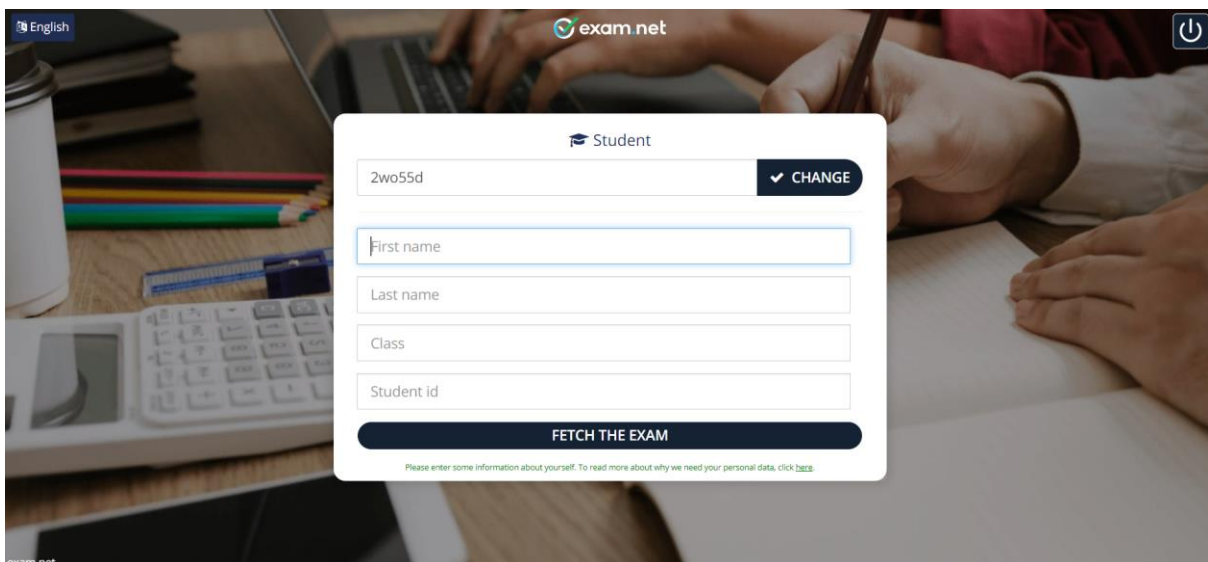 English
exam.net
Student
2wo55d
CHANGE
First name
Last name
Class
Student id
FETCH THE EXAM
Please enter some information about yourself. To read more about why we need your personal data, click here.
exam.net